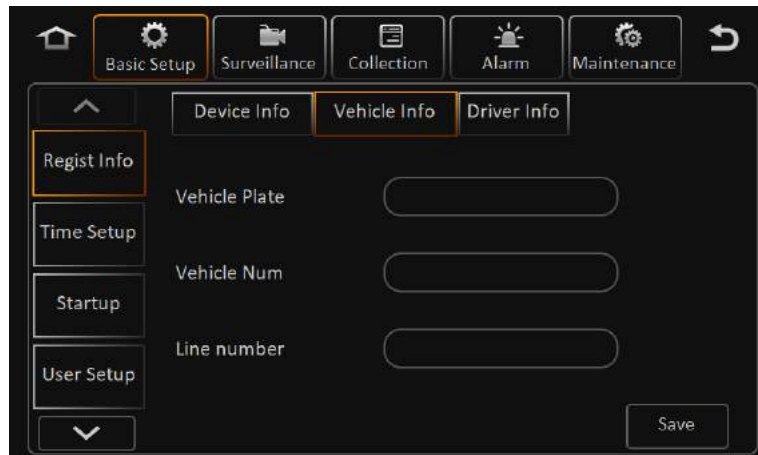 Basic Setup
Surveillance
Collection
Alarm
Maintenance
Device Info
Vehicle Info
Driver Info
Regist Info
Time Setup
Startup
User Setup
Vehicle Plate
Vehicle Num
Line number
Save